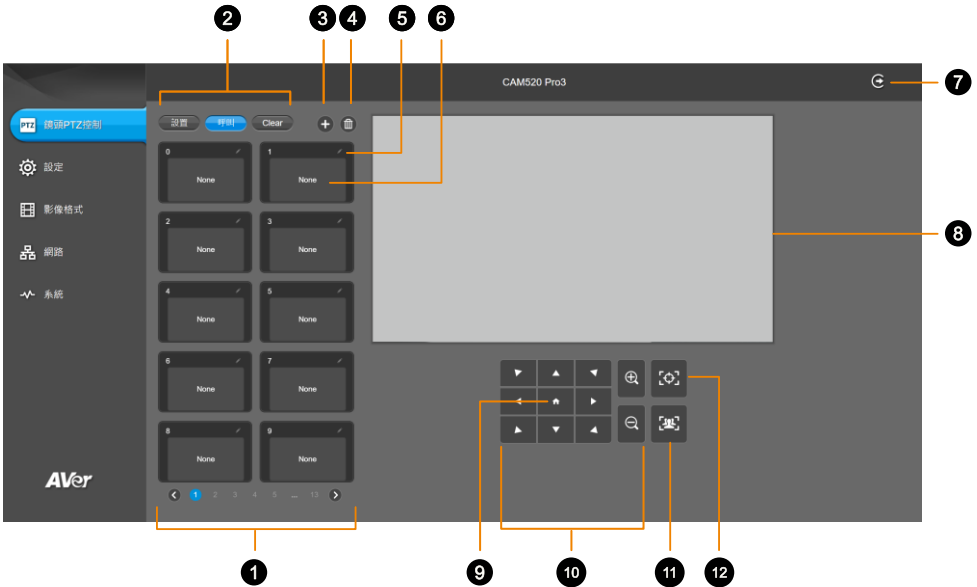 2 3 4 5 6
CAM520 Pro3
7
PTZ 鏡頭PTZ控制
設定
影像格式
網路
系統
AVer
設置 呼叫 Clear
0 1
None None
2 3
None None
4 5
None None
6 7
None None
8 9
None None
1 2 3 4 5 ... 13
8
1 9 10 11 12